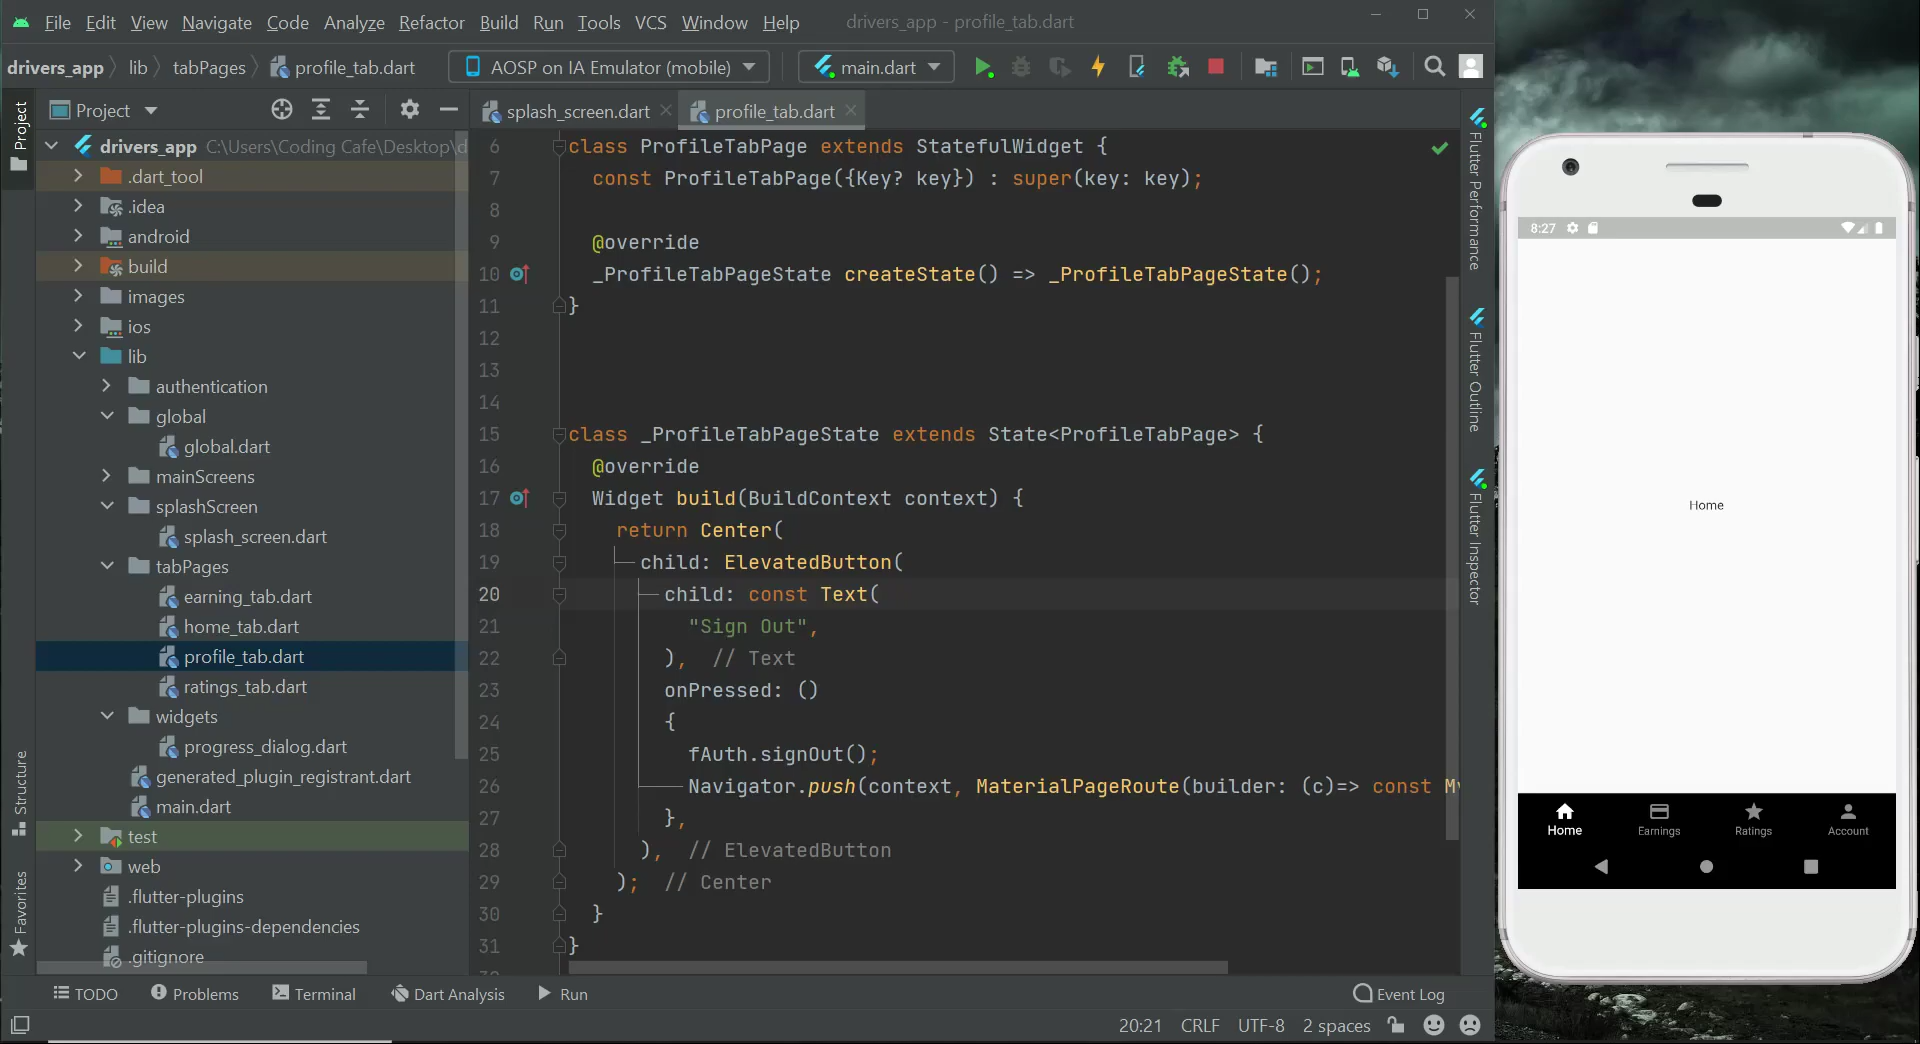 File Edit View Navigate Code Analyze Refactor Build Run Tools VCS Window Help drivers_app - profile_tab.dart
drivers_app lib tabPages profile_tab.dart AOSP on IA Emulator (mobile) main.dart
Project
splash_screen.dart profile_tab.dart
Project
drivers_app C:\Users\Coding Cafe\Desktop\d
.dart_tool
.idea
android
build
images
ios
lib
authentication
global
global.dart
mainScreens
splashScreen
splash_screen.dart
tabPages
earning_tab.dart
home_tab.dart
profile_tab.dart
ratings_tab.dart
widgets
progress_dialog.dart
generated_plugin_registrant.dart
main.dart
test
web
.flutter-plugins
.flutter-plugins-dependencies
.gitignore
Structure
Favorites
6 class ProfileTabPage extends StatefulWidget {
7 const ProfileTabPage({Key? key}) : super(key: key);
8
9 @override
10 _ProfileTabPageState createState() => _ProfileTabPageState();
11 }
12
13
14
15 class _ProfileTabPageState extends State<ProfileTabPage> {
16 @override
17 Widget build(BuildContext context) {
18 return Center(
19 child: ElevatedButton(
20 child: const Text(
21 "Sign Out",
22 ), // Text
23 onPressed: ()
24 {
25 fAuth.signOut();
26 Navigator.push(context, MaterialPageRoute(builder: (c)=> const My
27 },
28 ), // ElevatedButton
29 ); // Center
30 }
31 }
Flutter Performance
Flutter Outline
Flutter Inspector
TODO Problems Terminal Dart Analysis Run Event Log
20:21 CRLF UTF-8 2 spaces
8:27
Home
Home Earnings Ratings Account